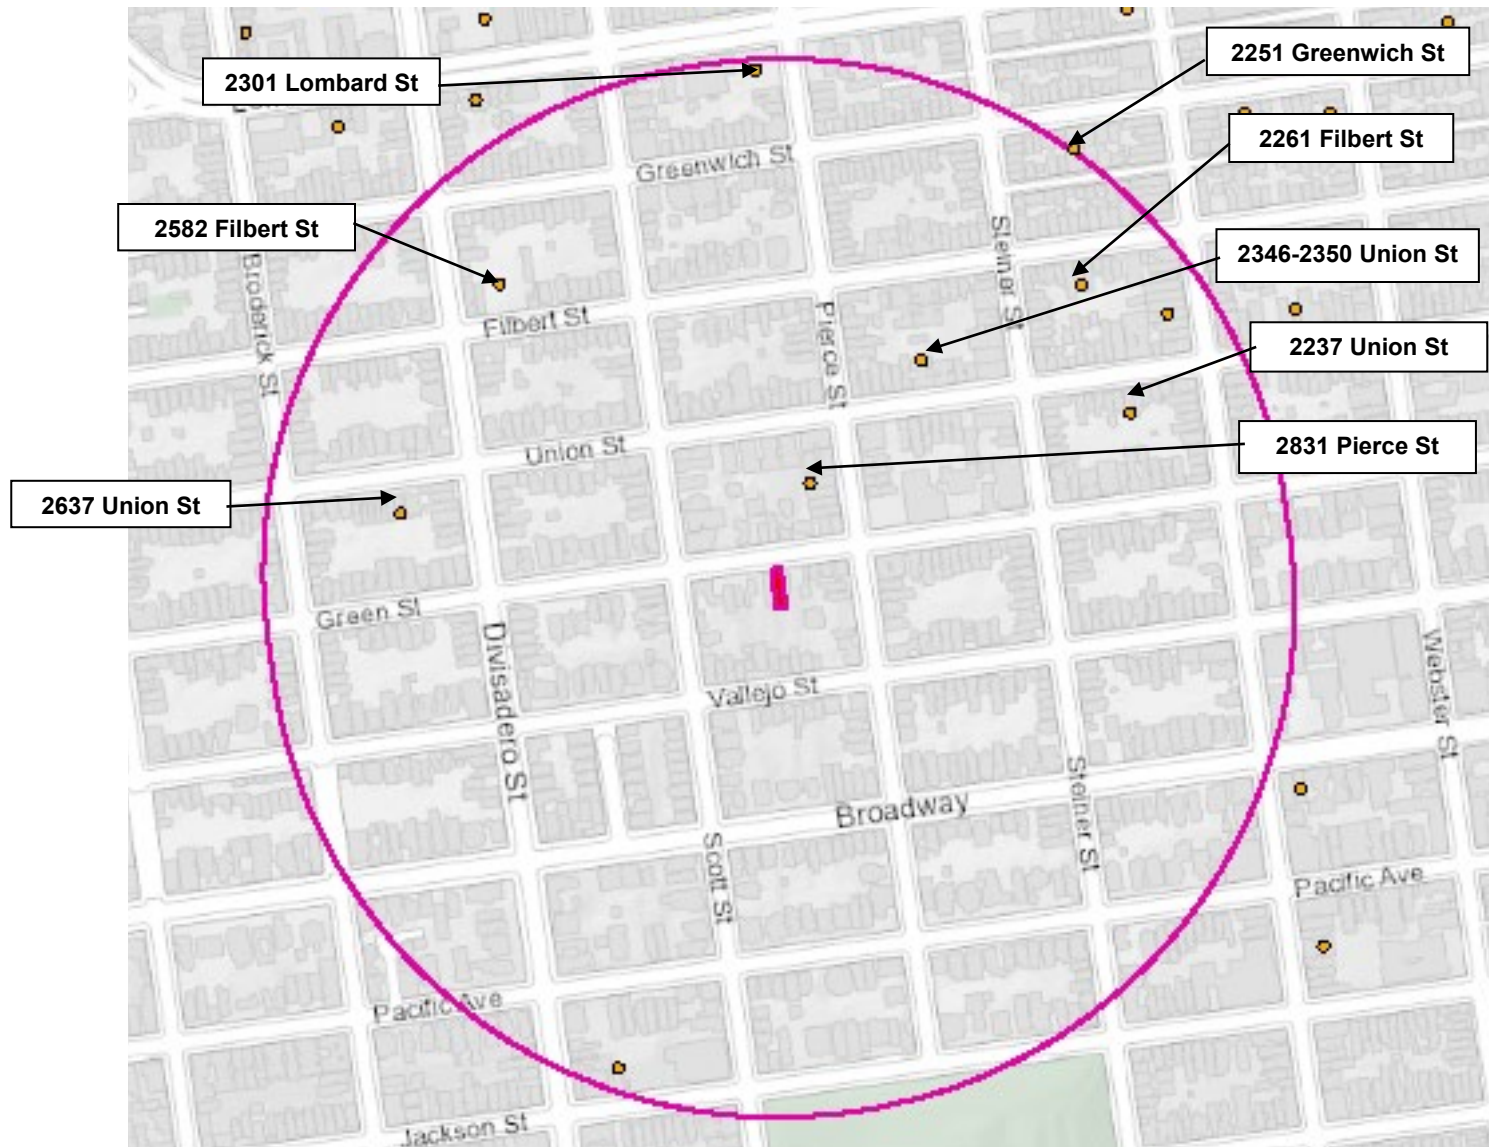 2251 Greenwich St
2301 Lombard St
2261 Filbert St
Greenwich St
2582 Filbert St
Steiner St
2346-2350 Union St
Broderick St
Filbert St
Pierce St
2237 Union St
Union St
2831 Pierce St
2637 Union St
Green St
Divisadero St
Vallejo St
Webster St
Steiner St
Broadway
Scott St
Pacific Ave
Pacific Ave
Jackson St